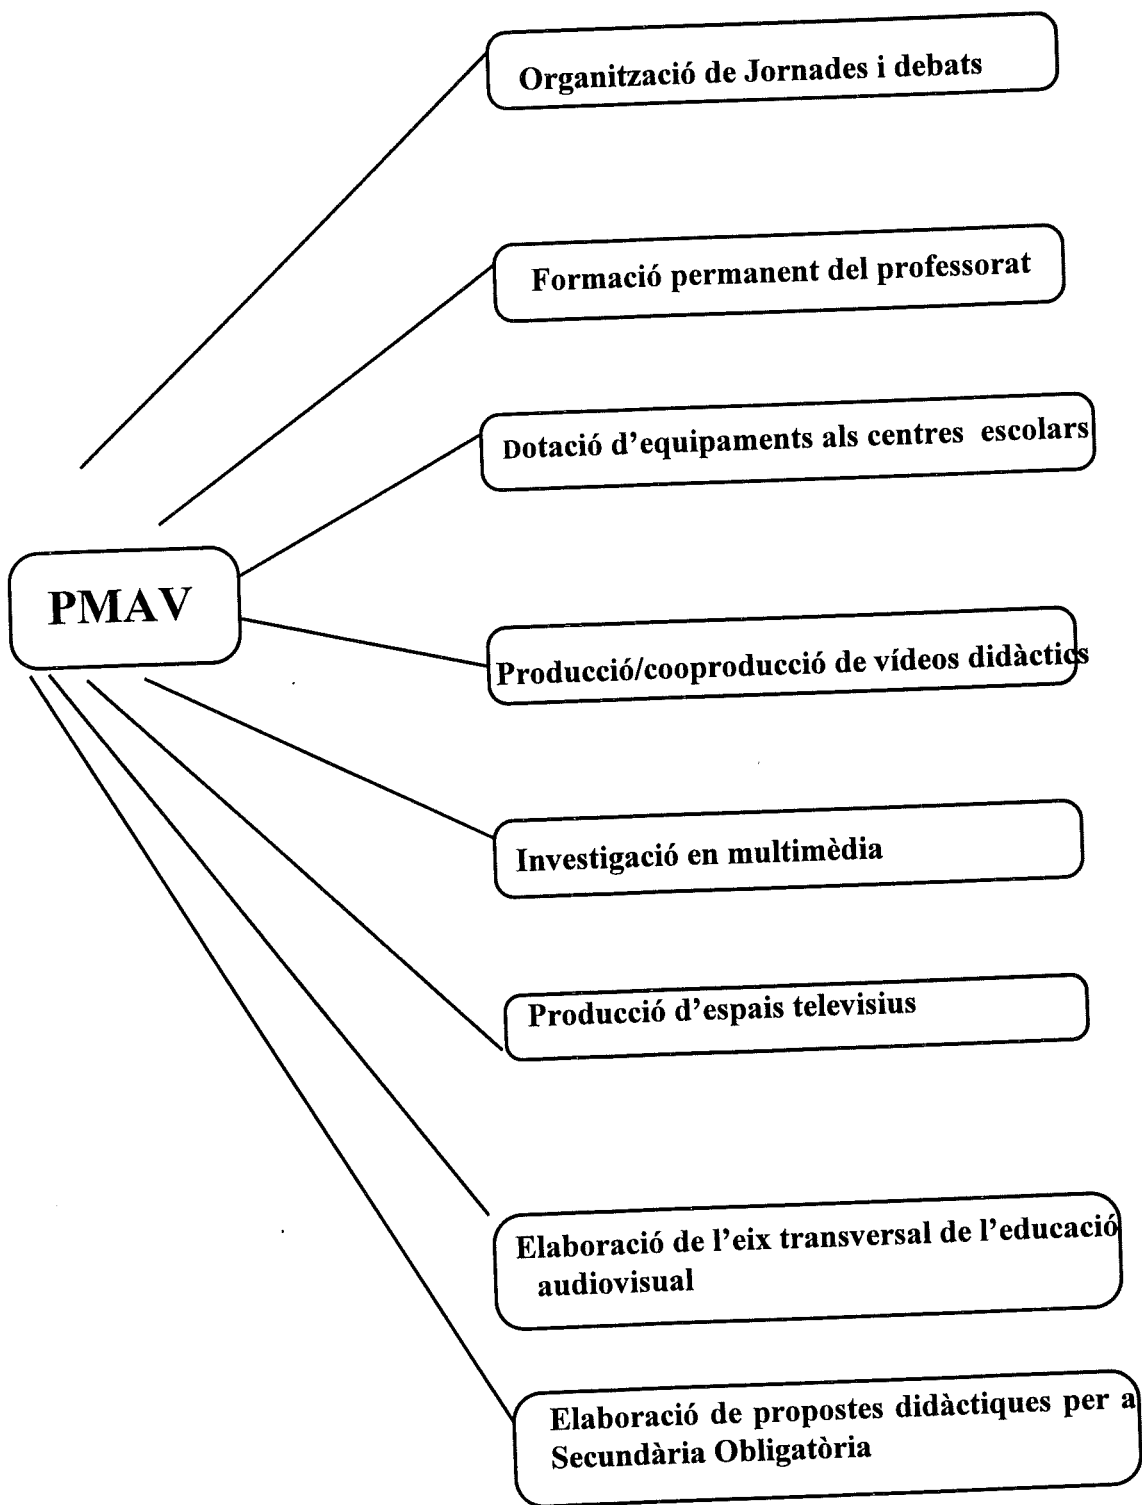 Organització de Jornades i debats
Formació permanent del professorat
Dotació d'equipaments als centres escolars
PMAV
Producció/cooproducció de vídeos didàctics
Investigació en multimèdia
Producció d'espais televisius
Elaboració de l'eix transversal de l'educació
audiovisual
Elaboració de propostes didàctiques per a
Secundària Obligatòria